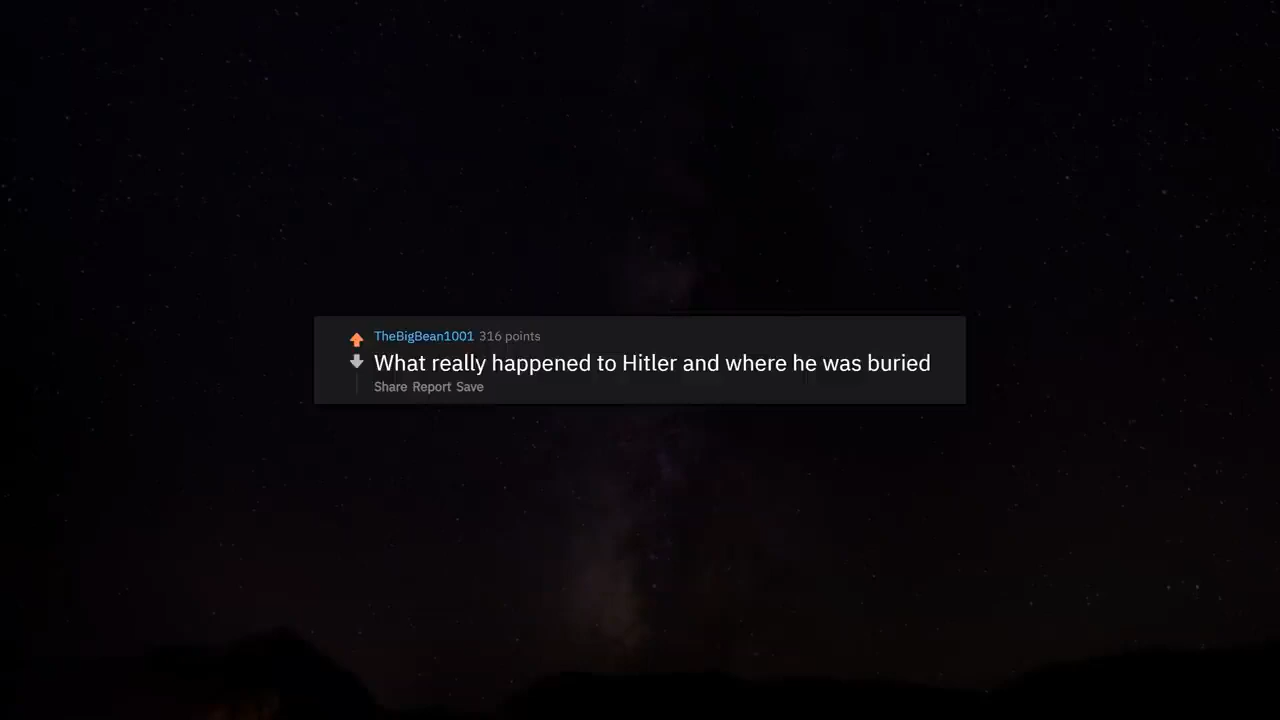 TheBigBean1001 316 points
What really happened to Hitler and where he was buried
Share Report Save